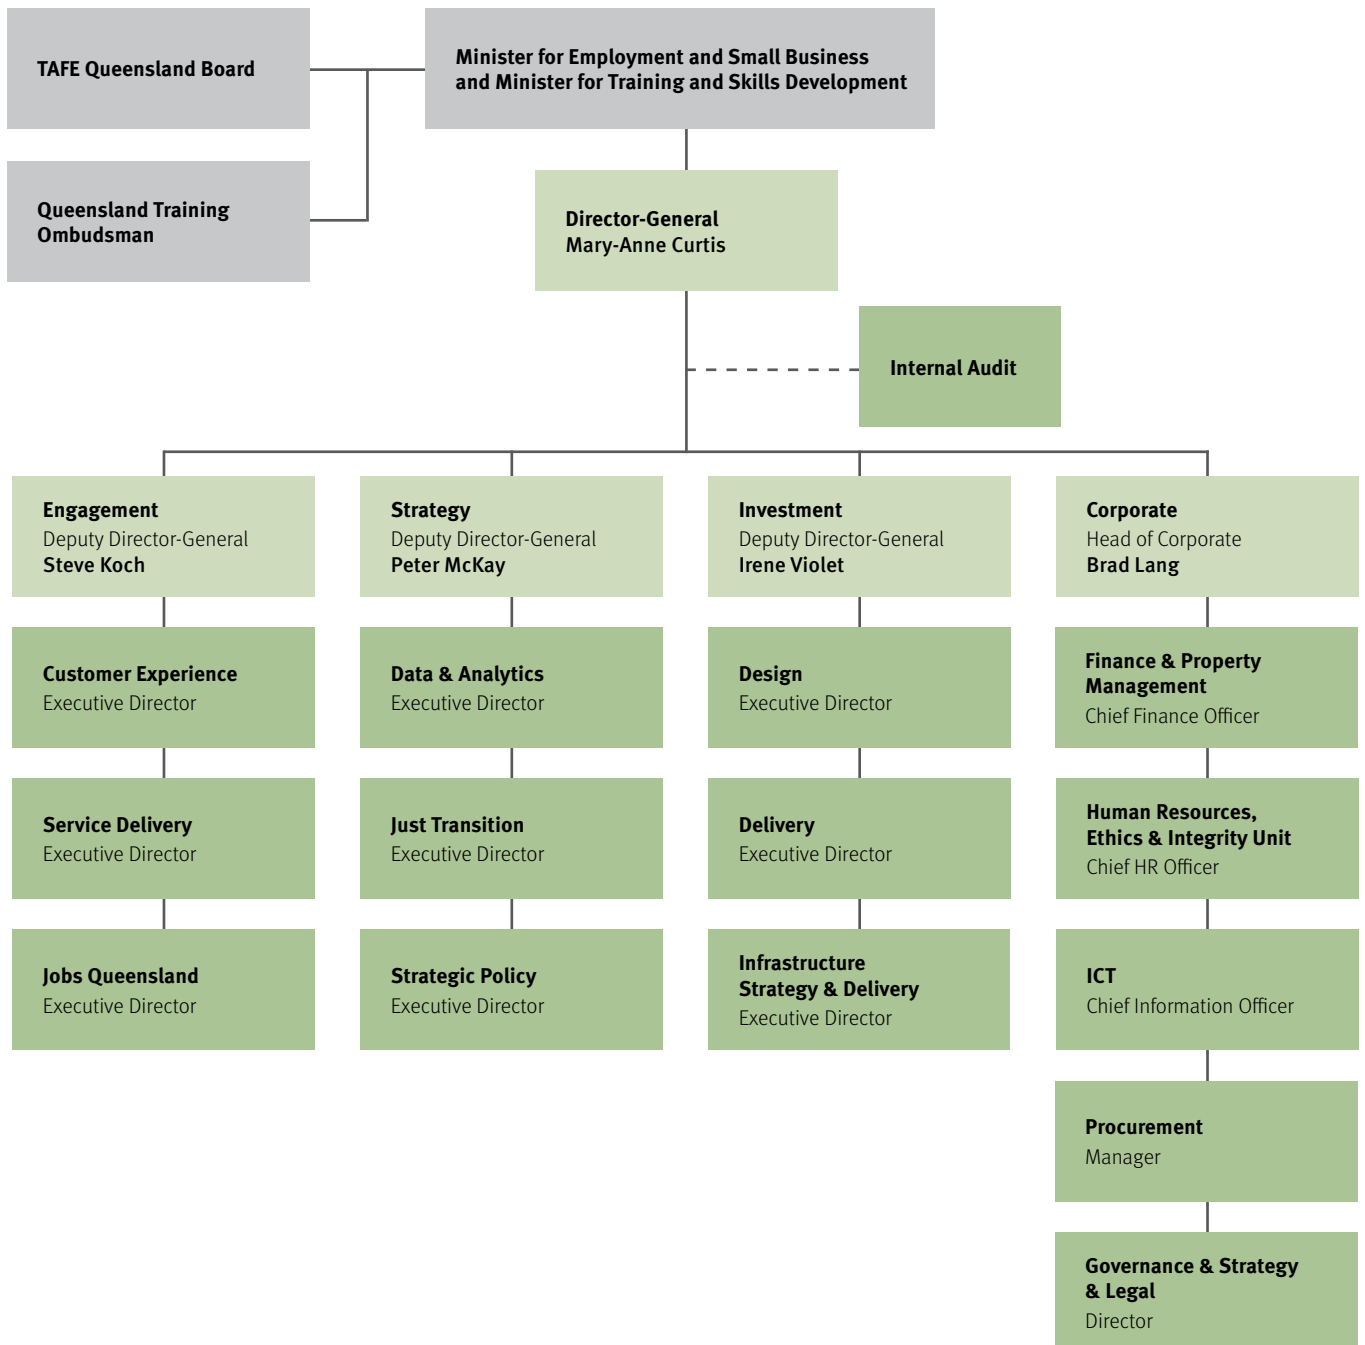 TAFE Queensland Board
Minister for Employment and Small Business
and Minister for Training and Skills Development
Queensland Training
Ombudsman
Director-General
Mary-Anne Curtis
Internal Audit
Engagement
Deputy Director-General
Steve Koch
Strategy
Deputy Director-General
Peter McKay
Investment
Deputy Director-General
Irene Violet
Corporate
Head of Corporate
Brad Lang
Customer Experience
Executive Director
Data & Analytics
Executive Director
Design
Executive Director
Finance & Property
Management
Chief Finance Officer
Service Delivery
Executive Director
Just Transition
Executive Director
Delivery
Executive Director
Human Resources,
Ethics & Integrity Unit
Chief HR Officer
Jobs Queensland
Executive Director
Strategic Policy
Executive Director
Infrastructure
Strategy & Delivery
Executive Director
ICT
Chief Information Officer
Procurement
Manager
Governance & Strategy
& Legal
Director